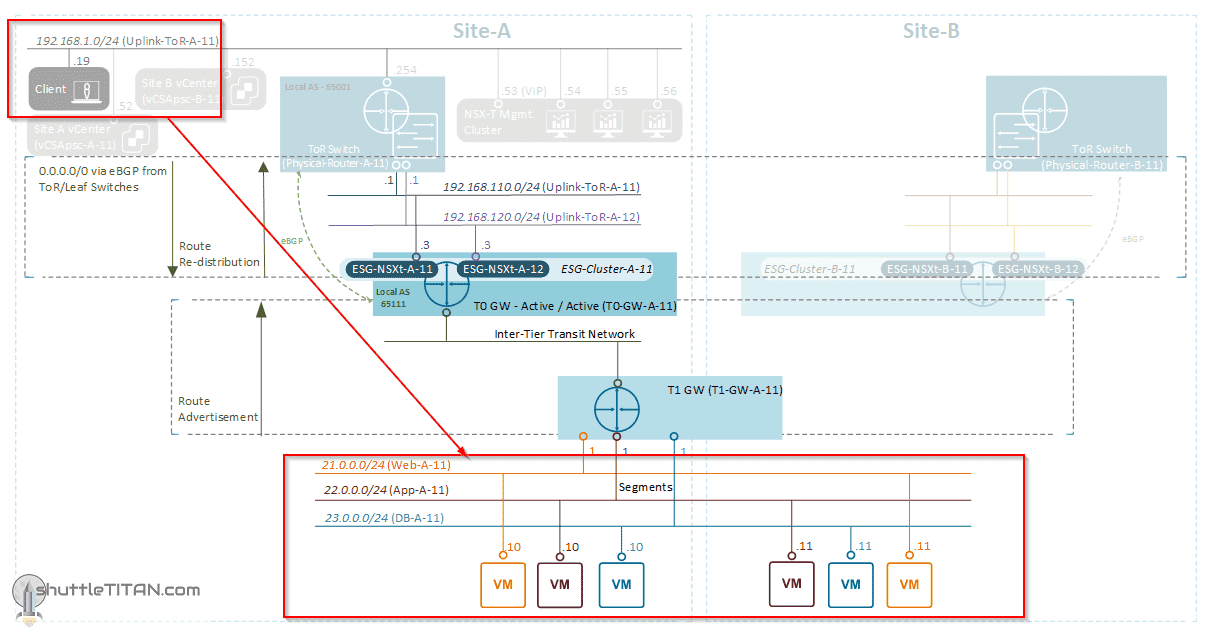 Site-A
Site-B
192.168.1.0/24 (Uplink-ToR-A-11)
.19
.152
.254
Client
Site B vCenter
(vCSApsc-B-11)
.52
Local AS - 65001
.53 (VIP)
.54
.55
.56
NSX-T Mgmt.
Cluster
Site A vCenter
(vCSApsc-A-11)
ToR Switch
(Physical-Router-A-11)
ToR Switch
(Physical-Router-B-11)
0.0.0.0/0 via eBGP from
ToR/Leaf Switches
.1
.1
192.168.110.0/24 (Uplink-ToR-A-11)
192.168.120.0/24 (Uplink-ToR-A-12)
Route
Re-distribution
eBGP
.3
.3
eBGP
ESG-NSXt-A-11
ESG-NSXt-A-12
ESG-Cluster-A-11
ESG-Cluster-B-11
ESG-NSXt-B-11
ESG-NSXt-B-12
Local AS
65111
T0 GW - Active / Active (T0-GW-A-11)
Inter-Tier Transit Network
T1 GW (T1-GW-A-11)
Route
Advertisement
.1
.1
.1
21.0.0.0/24 (Web-A-11)
22.0.0.0/24 (App-A-11)
Segments
23.0.0.0/24 (DB-A-11)
.10
.10
.10
.11
.11
.11
VM
VM
VM
VM
VM
VM
shuttleTITAN.com